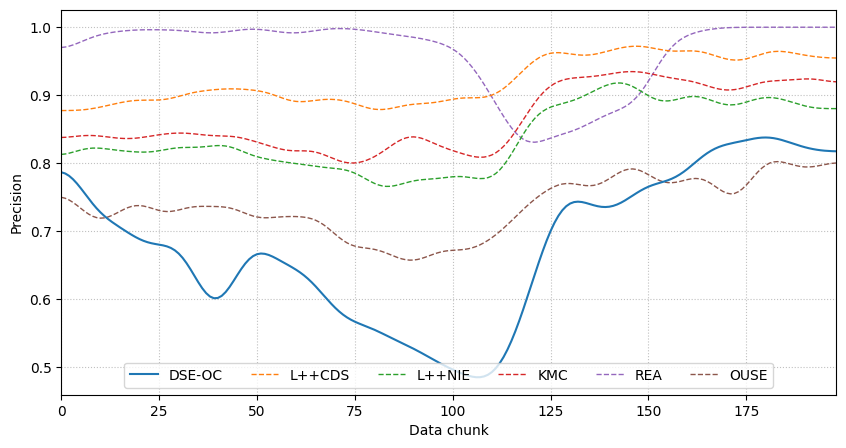 1.0
0.9
0.8
0.7
0.6
0.5
Precision
DSE-OC L++CDS L++NIE KMC REA OUSE
0 25 50 75 100 125 150 175
Data chunk